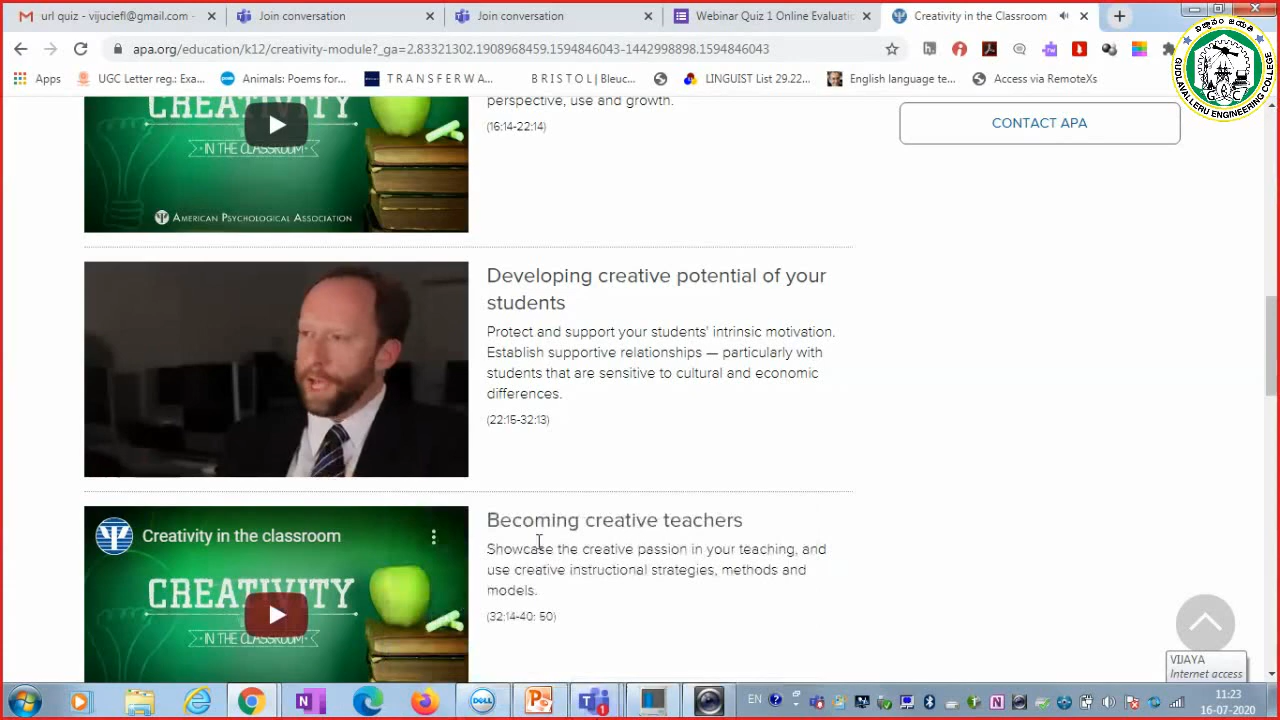 url quiz - vijuciefl@gmail.com -
Join conversation
Join conversation
Webinar Quiz 1 Online Evaluatio
Creativity in the Classroom
apa.org/education/k12/creativity-module?_ga=2.83321302.1908968459.1594846043-1442998898.1594846043
Apps
UGC Letter reg.: Exa...
Animals: Poems for...
T R A N S F E R W A...
B R I S T O L | Bleuc...
LINGUIST List 29.22...
English language te...
Access via RemoteXs
విజ్ఞానం జయతి
GUDLAVALLERU ENGINEERING COLLEGE
CREATIVITY
IN THE CLASSROOM
AMERICAN PSYCHOLOGICAL ASSOCIATION
perspective, use and growth.
(16:14-22:14)
CONTACT APA
Developing creative potential of your
students
Protect and support your students' intrinsic motivation.
Establish supportive relationships — particularly with
students that are sensitive to cultural and economic
differences.
(22:15-32:13)
Creativity in the classroom
CREATIVITY
IN THE CLASSROOM
Becoming creative teachers
Showcase the creative passion in your teaching, and
use creative instructional strategies, methods and
models.
(32:14-40: 50)
VIJAYA
Internet access
EN
11:23
16-07-2020